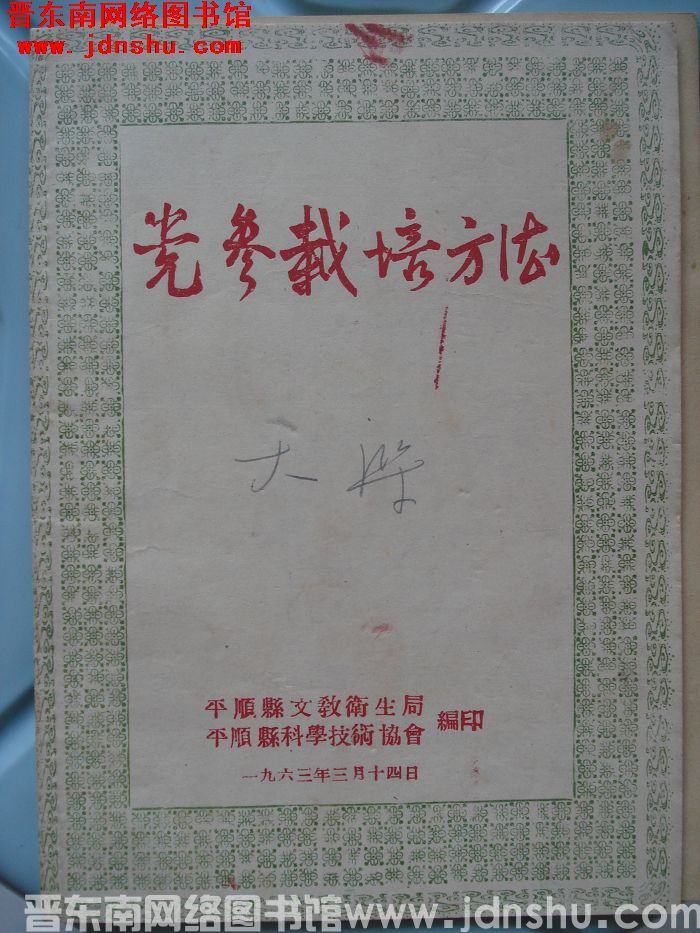 晋东南网络图书馆
www.jdnshu.com
党参栽培方法
平順縣文教衛生局
平順縣科學技術協會
編印
一九六三年三月十四日
晋东南网络图书馆www.jdnshu.com